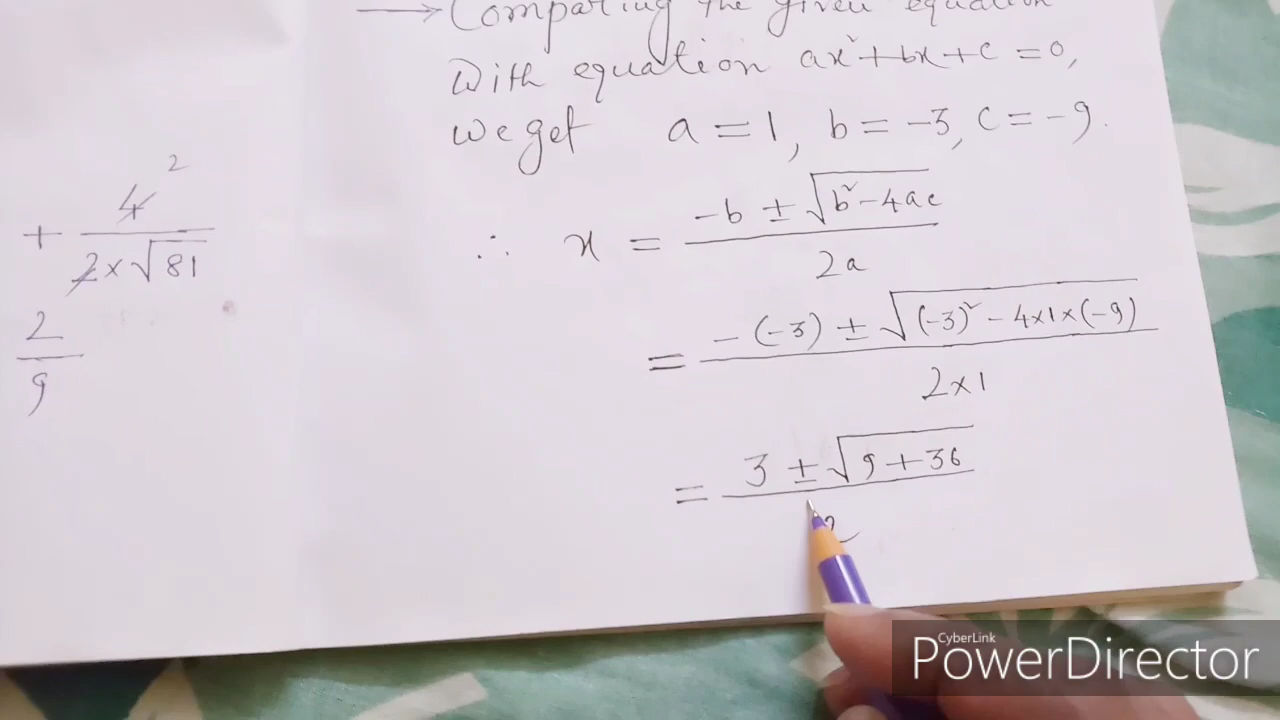 → Comparing the given equation
With equation ax²+bx+c=0,
we get a=1, b=-3, c=-9.
∴ x = (-b ± √(b²-4ac)) / 2a
= (-(-3) ± √((-3)²-4×1×(-9))) / 2×1
= (3 ± √(9+36)) / 2
+ 4 2 / 2×√81
2/9
CyberLink
PowerDirector